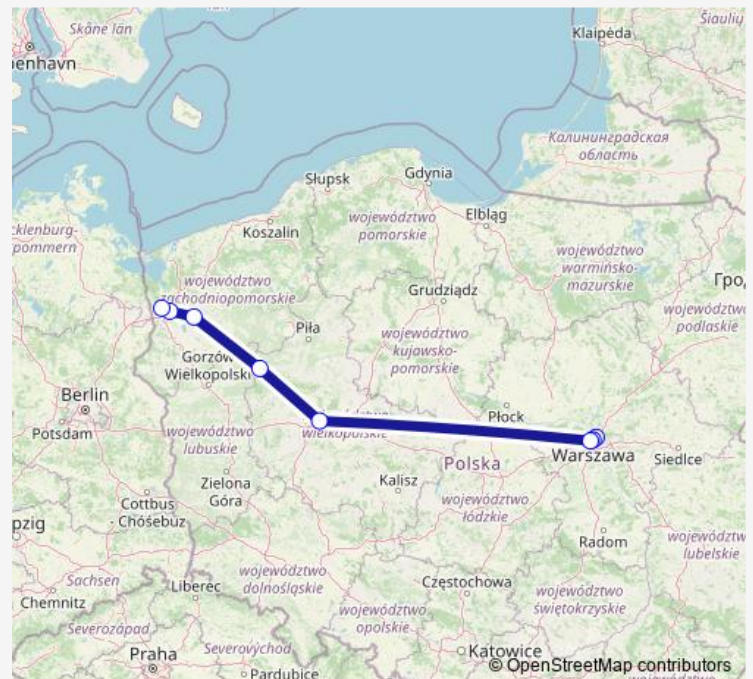 Skåne län
Šiauliu
Klaipėda
enhavn
Калининградская
область
Słupsk
Gdynia
województwo
pomorskie
Elbląg
cklenburg-
pommern
Koszalin
województwo
warmińsko-
mazurskie
Гро
województwo
zachodniopomorskie
Grudziądz
województwo
podlaskie
Piła
województwo
kujawsko-
pomorskie
Gorzów
Wielkopolski
Berlin
Potsdam
Płock
wielkopolskie
województwo
lubuskie
Warszawa
Siedlce
Polska
Zielona
Góra
Kalisz
województwo
łódzkie
Cottbus
- Chóśebuz
pzig
Radom
województwo
lubelskie
Sachsen
Liberec
województwo
dolnośląskie
Częstochowa
województwo
świętokrzyskie
Chemnitz
województwo
opolskie
Severozápad
Praha
Severovýchod
Katowice
Pardubice
© OpenStreetMap contributors